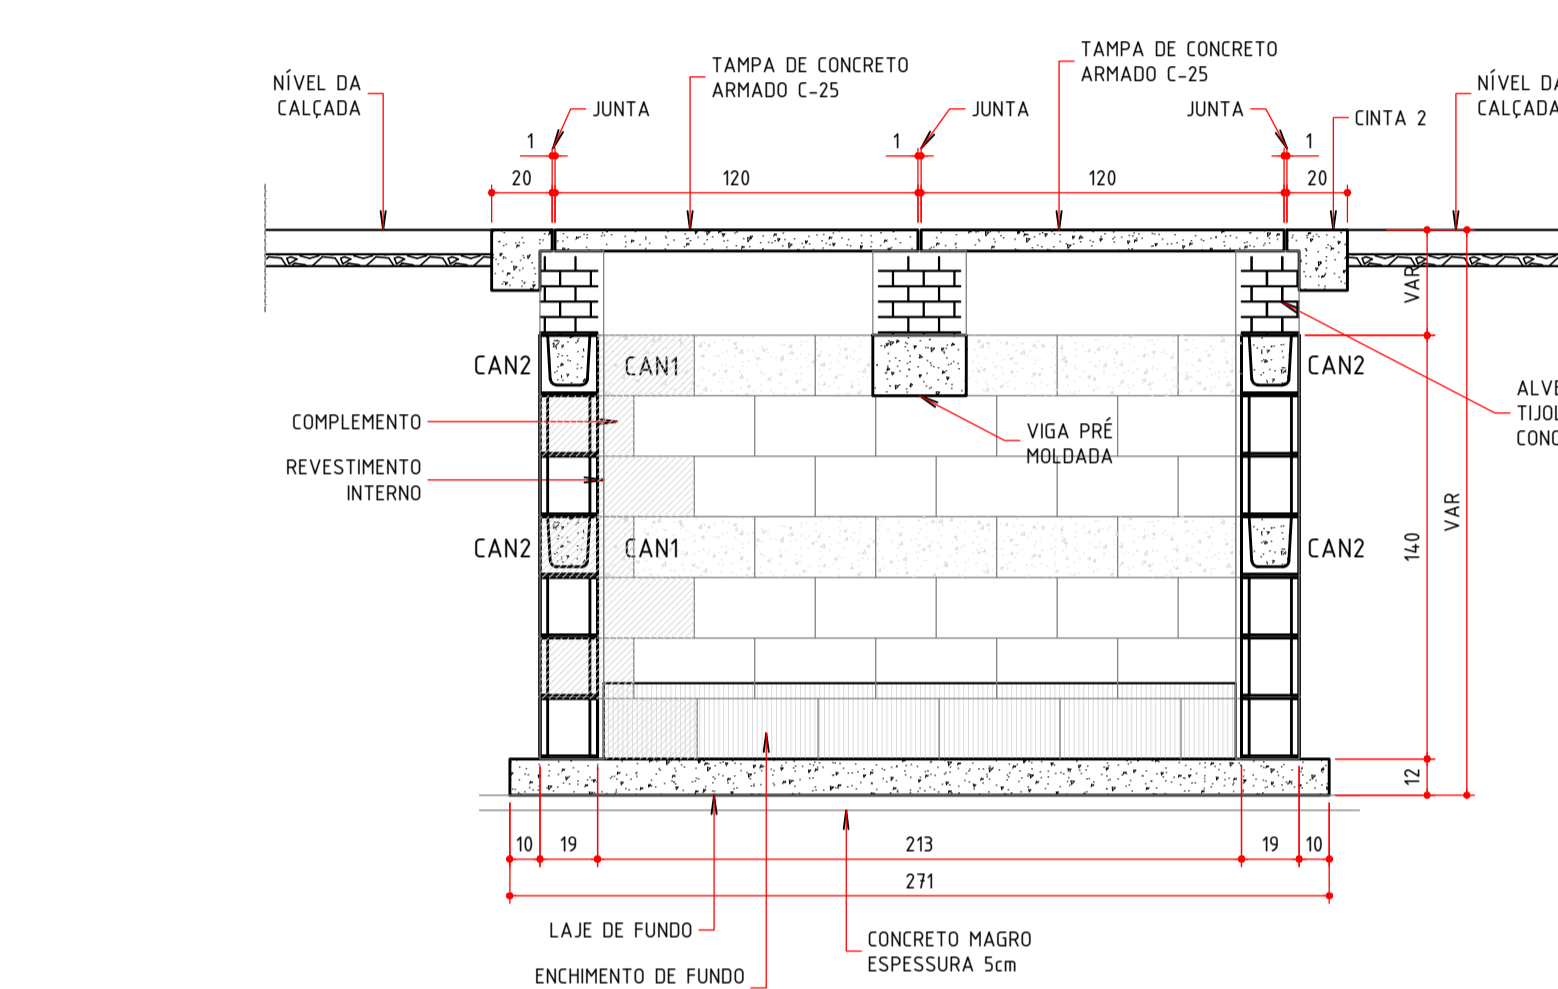 TAMPA DE CONCRETO
ARMADO C-25
TAMPA DE CONCRETO
ARMADO C-25
NÍVEL DA
CALÇADA
JUNTA
JUNTA
JUNTA
CINTA 2
NÍVEL DA
CALÇADA
1
1
1
20
120
120
20
VAR
CAN2
CAN1
CAN2
COMPLEMENTO
VIGA PRÉ
MOLDADA
REVESTIMENTO
INTERNO
VAR
CAN2
CAN1
CAN2
140
12
10
19
213
19
10
271
LAJE DE FUNDO
CONCRETO MAGRO
ESPESSURA 5cm
ENCHIMENTO DE FUNDO